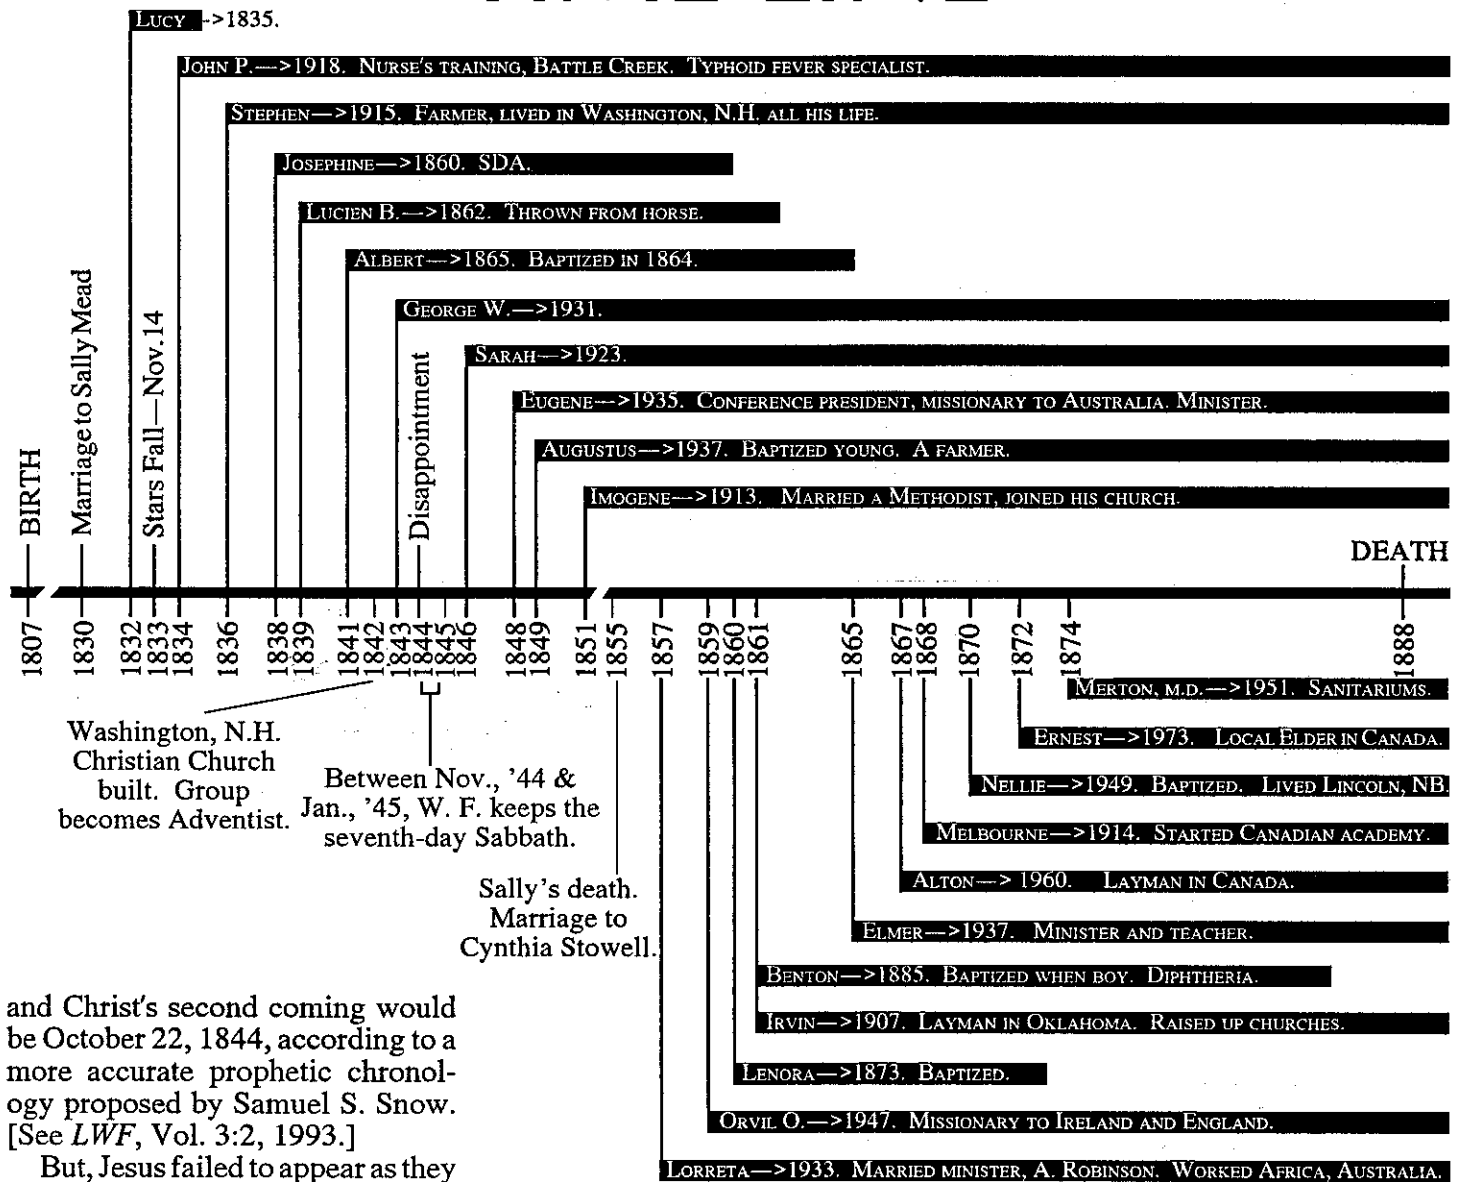 LUCY ->1835.
JOHN P.—>1918. NURSE'S TRAINING, BATTLE CREEK. TYPHOID FEVER SPECIALIST.
STEPHEN—>1915. FARMER, LIVED IN WASHINGTON, N.H. ALL HIS LIFE.
JOSEPHINE—>1860. SDA.
LUCIEN B.—>1862. THROWN FROM HORSE.
ALBERT—>1865. BAPTIZED IN 1864.
GEORGE W.—>1931.
SARAH—>1923.
EUGENE—>1935. CONFERENCE PRESIDENT, MISSIONARY TO AUSTRALIA. MINISTER.
AUGUSTUS—>1937. BAPTIZED YOUNG. A FARMER.
IMOGENE—>1913. MARRIED A METHODIST, JOINED HIS CHURCH.
BIRTH
Marriage to Sally Mead
Stars Fall—Nov. 14
Disappointment
DEATH
1807
1830
1832
1833
1834
1836
1838
1839
1841
1842
1843
1844
1845
1846
1848
1849
1851
1855
1857
1859
1860
1861
1865
1867
1868
1870
1872
1874
1888
Washington, N.H.
Christian Church
built. Group
becomes Adventist.
Between Nov., '44 &
Jan., '45, W. F. keeps the
seventh-day Sabbath.
Sally's death.
Marriage to
Cynthia Stowell.
MERTON, M.D.—>1951. SANITARIUMS.
ERNEST—>1973. LOCAL ELDER IN CANADA.
NELLIE—>1949. BAPTIZED. LIVED LINCOLN, NB.
MELBOURNE—>1914. STARTED CANADIAN ACADEMY.
ALTON—> 1960. LAYMAN IN CANADA.
ELMER—>1937. MINISTER AND TEACHER.
BENTON—>1885. BAPTIZED WHEN BOY. DIPHTHERIA.
IRVIN—>1907. LAYMAN IN OKLAHOMA. RAISED UP CHURCHES.
LENORA—>1873. BAPTIZED.
ORVIL O.—>1947. MISSIONARY TO IRELAND AND ENGLAND.
LORRETA—>1933. MARRIED MINISTER, A. ROBINSON. WORKED AFRICA, AUSTRALIA.
and Christ's second coming would
be October 22, 1844, according to a
more accurate prophetic chronol-
ogy proposed by Samuel S. Snow.
[See LWF, Vol. 3:2, 1993.]
But, Jesus failed to appear as they